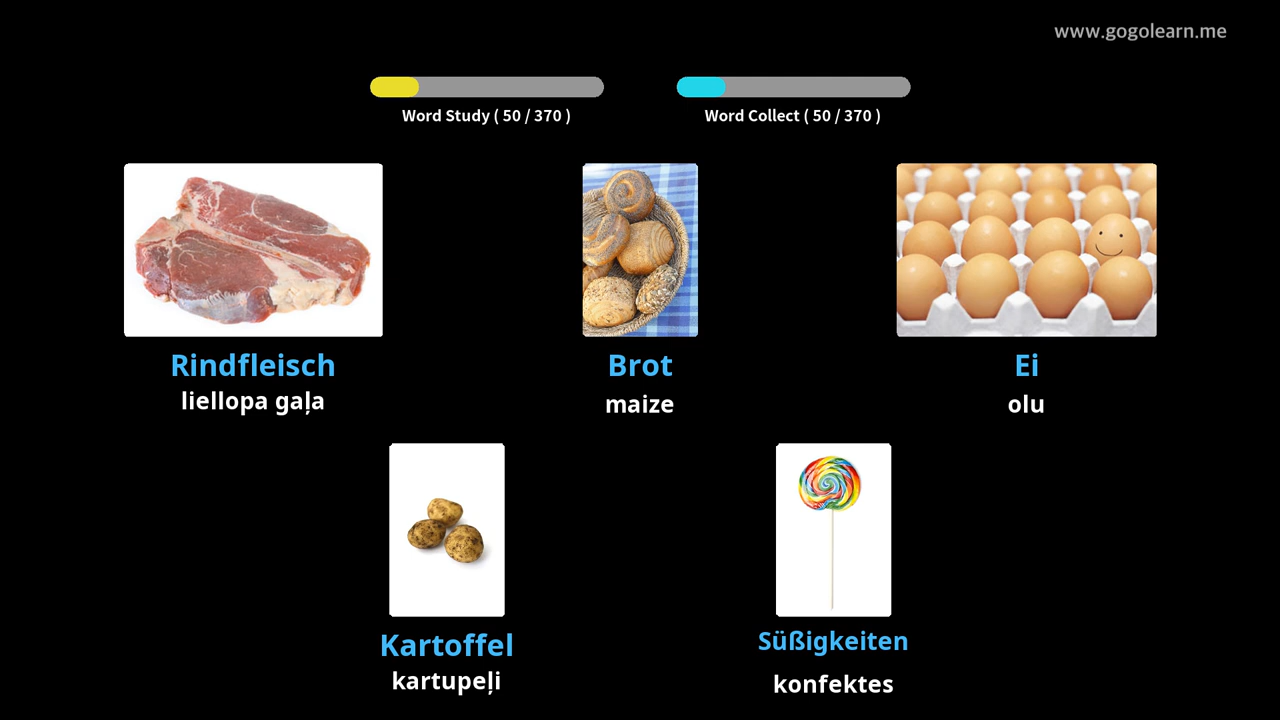 www.gogolearn.me
Word Study ( 50 / 370 )
Word Collect ( 50 / 370 )
Rindfleisch
liellopa gaļa
Brot
maize
Ei
olu
Kartoffel
kartupeļi
Süßigkeiten
konfektes